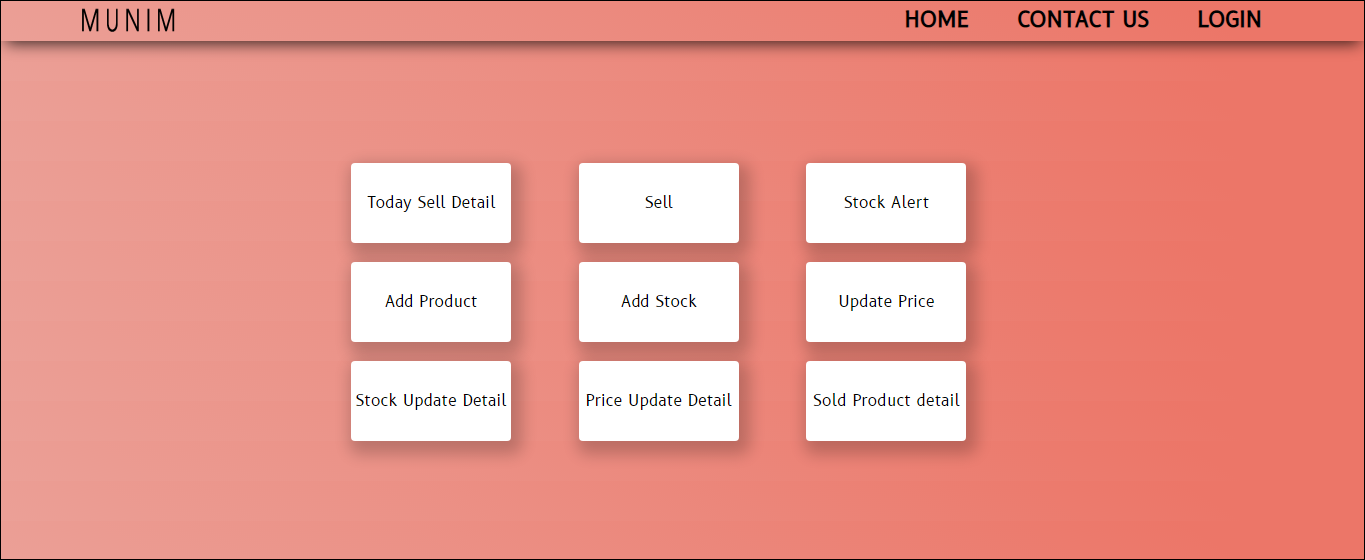 MUNIM HOME CONTACT US LOGIN
Today Sell Detail Sell Stock Alert
Add Product Add Stock Update Price
Stock Update Detail Price Update Detail Sold Product detail